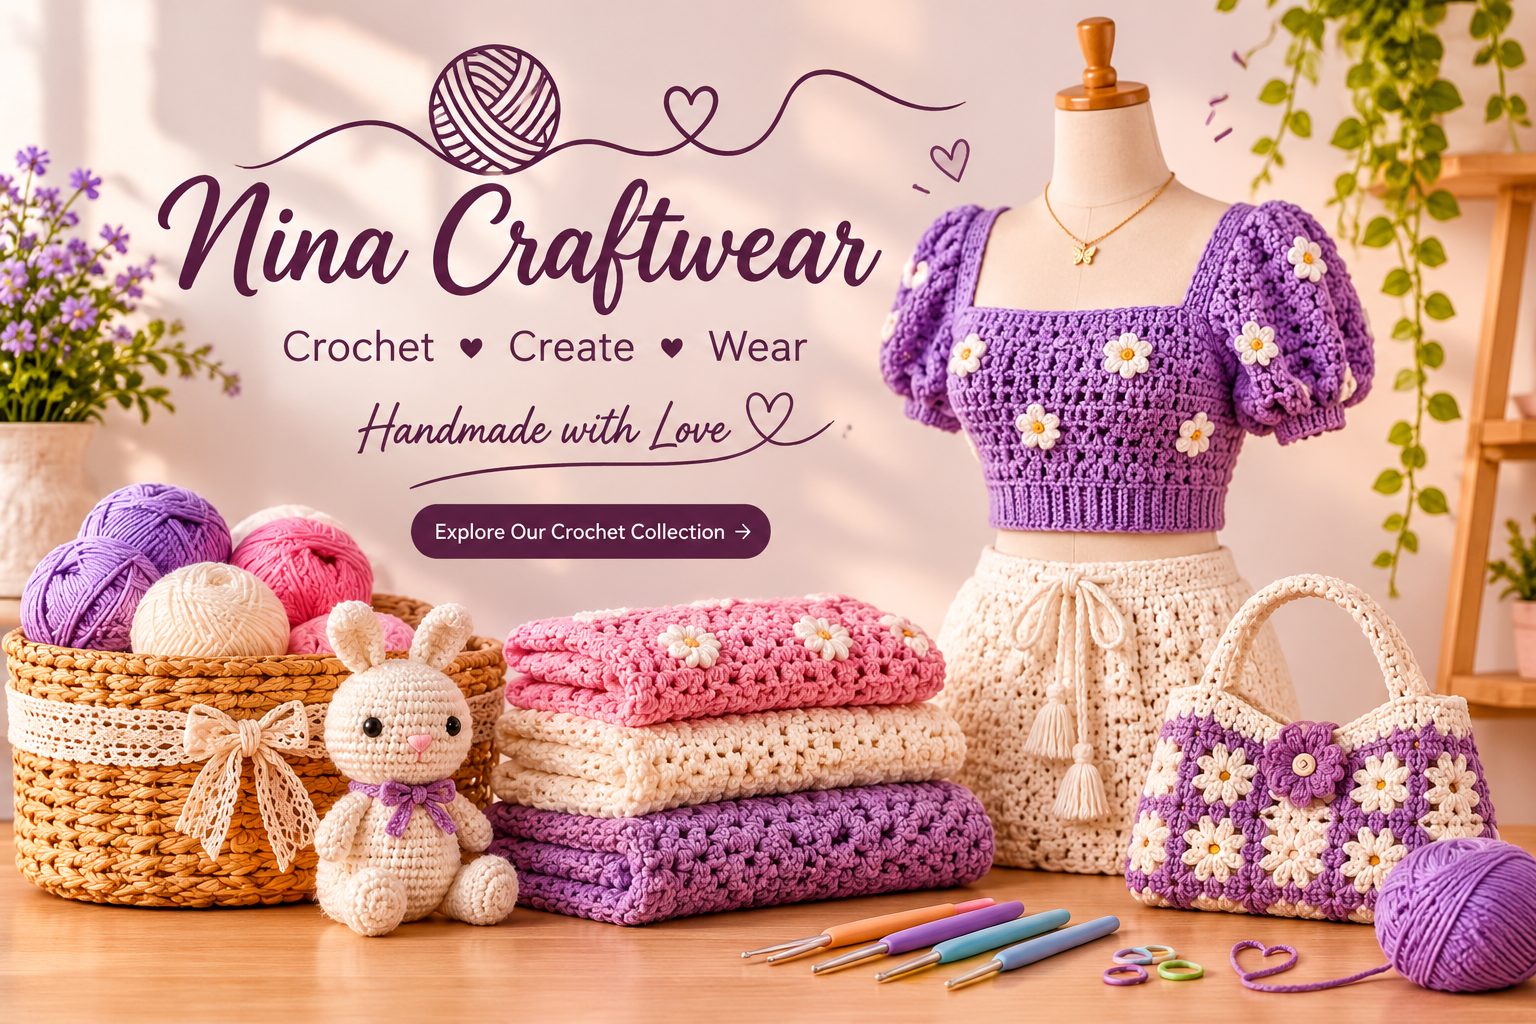 Nina Craftwear
Crochet ♥ Create ♥ Wear
Handmade with Love
Explore Our Crochet Collection →